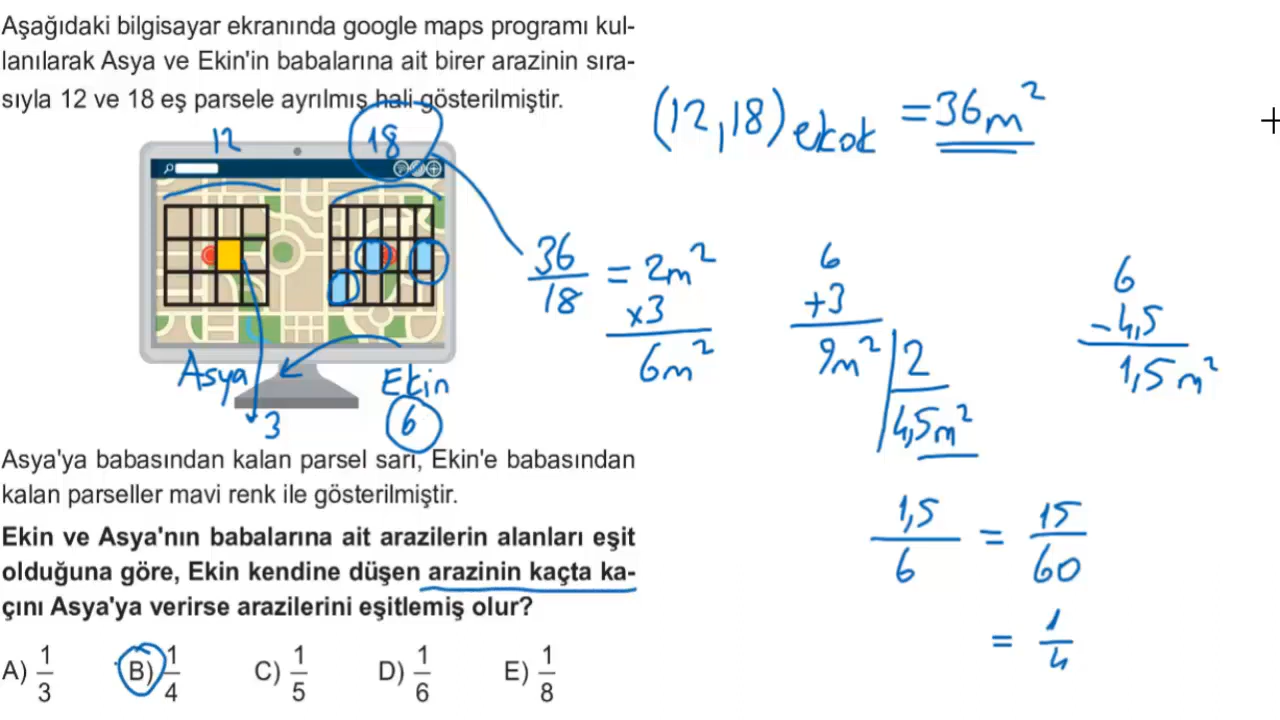 Aşağıdaki bilgisayar ekranında google maps programı kul-
lanılarak Asya ve Ekin'in babalarına ait birer arazinin sıra-
sıyla 12 ve 18 eş parsele ayrılmış hali gösterilmiştir.
12
18
Asya
3
Ekin
6
(12,18)ekok = 36m²
36/18 = 2m²
x3
6m²
6
+3
9m² | 2
4,5m²
6
-4,5
1,5m²
1,5/6 = 15/60
= 1/4
Asya'ya babasından kalan parsel sarı, Ekin'e babasından
kalan parseller mavi renk ile gösterilmiştir.
Ekin ve Asya'nın babalarına ait arazilerin alanları eşit
olduğuna göre, Ekin kendine düşen arazinin kaçta ka-
çını Asya'ya verirse arazilerini eşitlemiş olur?
A) 1/3 B) 1/4 C) 1/5 D) 1/6 E) 1/8